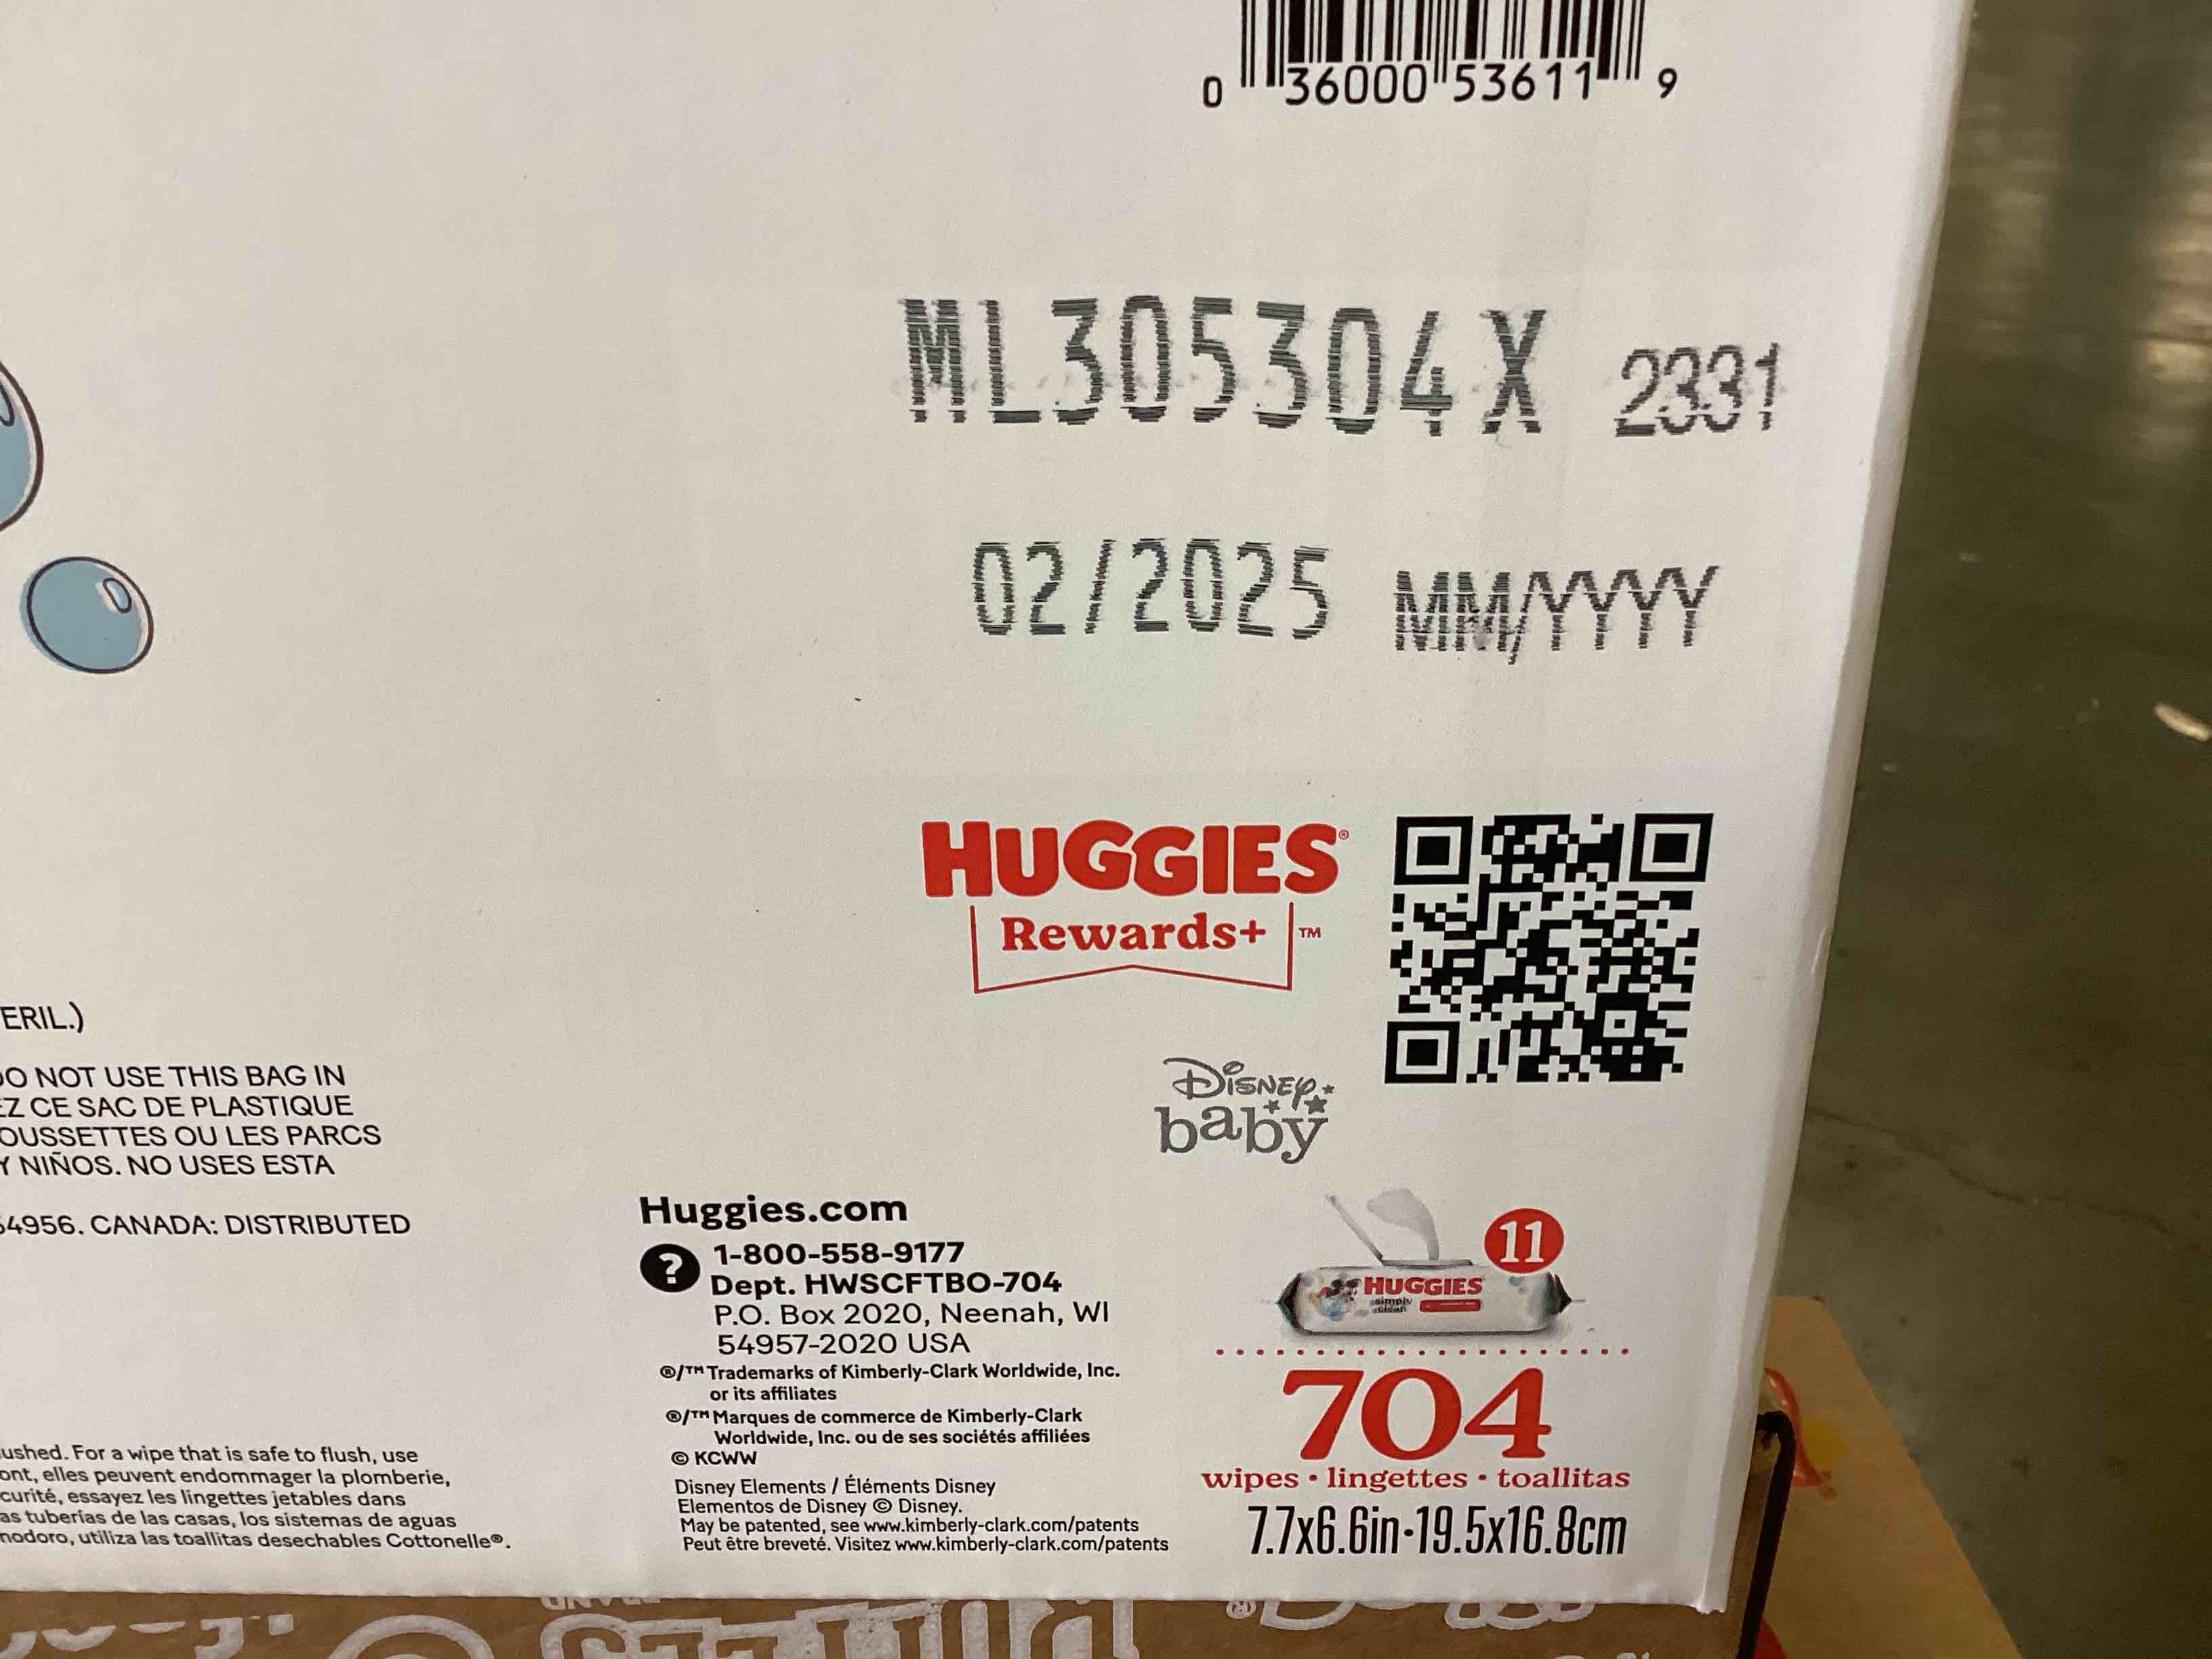 0 36000 53611 9
ML305304X 2331
02/2025 MM/YYYY
HUGGIES®
Rewards+ ™
Disney
baby
ERIL.)
DO NOT USE THIS BAG IN
EZ CE SAC DE PLASTIQUE
OUSSETTES OU LES PARCS
Y NIÑOS. NO USES ESTA
54956. CANADA: DISTRIBUTED
ushed. For a wipe that is safe to flush, use
ont, elles peuvent endommager la plomberie,
curité, essayez les lingettes jetables dans
as tuberías de las casas, los sistemas de aguas
nodoro, utiliza las toallitas desechables Cottonelle®.
Huggies.com
? 1-800-558-9177
Dept. HWSCFTBO-704
P.O. Box 2020, Neenah, WI
54957-2020 USA
®/™ Trademarks of Kimberly-Clark Worldwide, Inc.
or its affiliates
®/™ Marques de commerce de Kimberly-Clark
Worldwide, Inc. ou de ses sociétés affiliées
© KCWW
Disney Elements / Éléments Disney
Elementos de Disney © Disney.
May be patented, see www.kimberly-clark.com/patents
Peut être breveté. Visitez www.kimberly-clark.com/patents
11
HUGGIES
simply
clean
704
wipes • lingettes • toallitas
7.7x6.6in•19.5x16.8cm